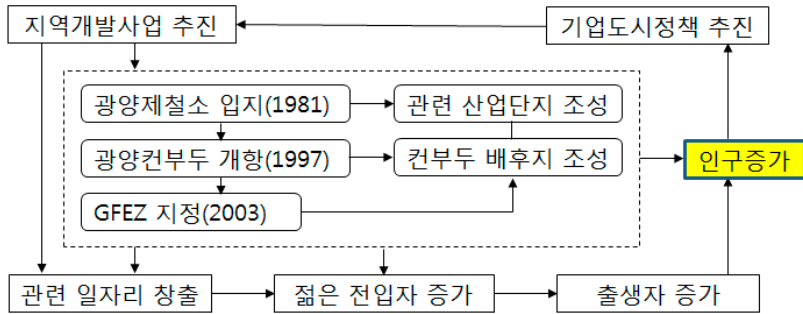 지역개발사업 추진
기업도시정책 추진
광양제철소 입지(1981)
관련 산업단지 조성
광양컨부두 개항(1997)
컨부두 배후지 조성
인구증가
GFEZ 지정(2003)
관련 일자리 창출
젊은 전입자 증가
출생자 증가